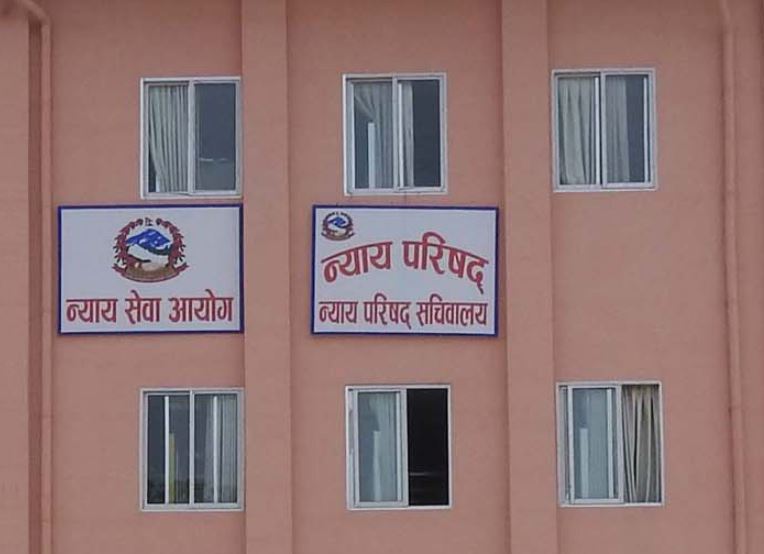 न्याय सेवा आयोग
न्याय परिषद्
न्याय परिषद् सचिवालय